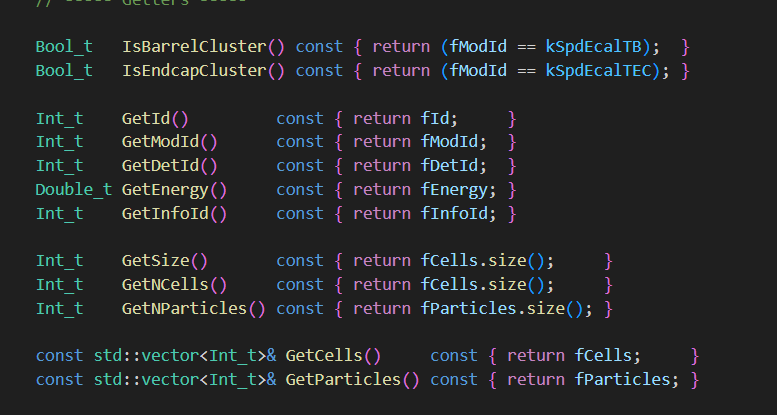 // ----- Getters -----
Bool_t   IsBarrelCluster() const { return (fModId == kSpdEcalTB);  }
Bool_t   IsEndcapCluster() const { return (fModId == kSpdEcalTEC); }
Int_t    GetId()         const { return fId;     }
Int_t    GetModId()      const { return fModId;  }
Int_t    GetDetId()      const { return fDetId;  }
Double_t GetEnergy()     const { return fEnergy; }
Int_t    GetInfoId()     const { return fInfoId; }
Int_t    GetSize()       const { return fCells.size();     }
Int_t    GetNCells()     const { return fCells.size();     }
Int_t    GetNParticles() const { return fParticles.size(); }
const std::vector<Int_t>& GetCells()     const { return fCells;     }
const std::vector<Int_t>& GetParticles() const { return fParticles; }